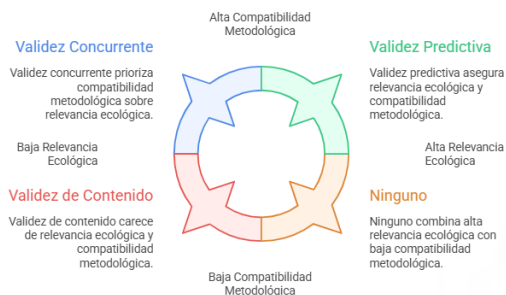 Alta Compatibilidad
Metodológica
Validez Concurrente
Validez concurrente prioriza
compatibilidad
metodológica sobre
relevancia ecológica.
Validez Predictiva
Validez predictiva asegura
relevancia ecológica y
compatibilidad
metodológica.
Baja Relevancia
Ecológica
Alta Relevancia
Ecológica
Validez de Contenido
Validez de contenido carece
de relevancia ecológica y
compatibilidad
metodológica.
Ninguno
Ninguno combina alta
relevancia ecológica con
baja compatibilidad
metodológica.
Baja Compatibilidad
Metodológica